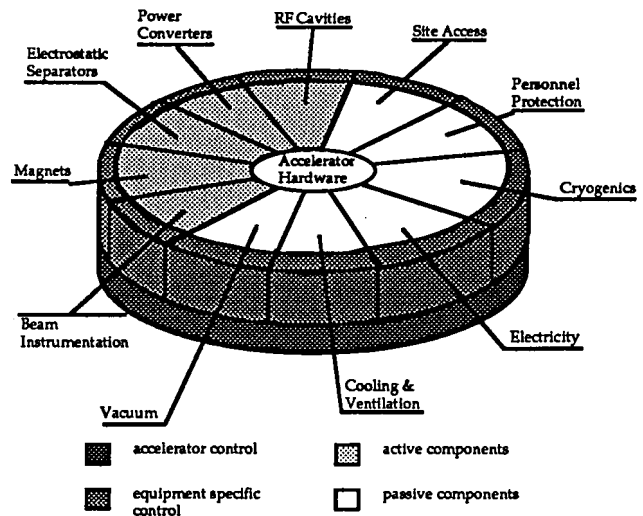 Power
Converters
RF Cavities
Site Access
Electrostatic
Separators
Personnel
Protection
Magnets
Accelerator
Hardware
Cryogenics
Beam
Instrumentation
Electricity
Cooling &
Ventilation
Vacuum
accelerator control
active components
equipment specific
control
passive components